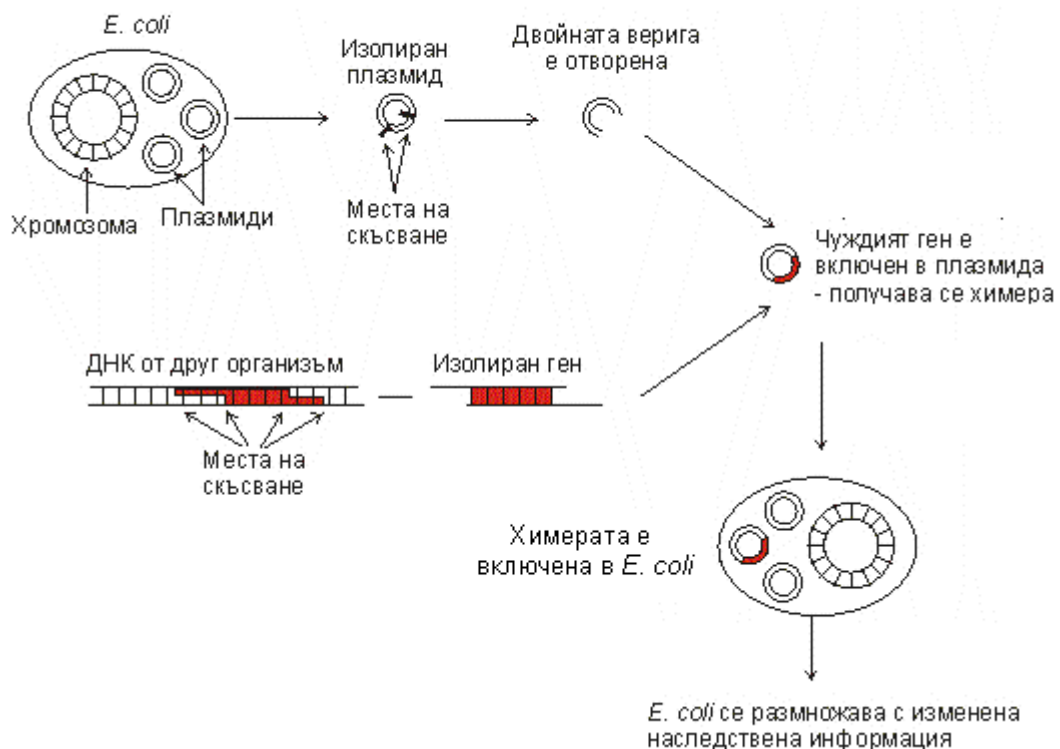 E. coli
Изолиран
плазмид
Двойната верига
е отворена
Хромозома
Плазмиди
Места на
скъсване
Чуждият ген е
включен в плазмида
- получава се химера
ДНК от друг организъм
Изолиран ген
Места на
скъсване
Химерата е
включена в E. coli
E. coli се размножава с изменена
наследствена информация